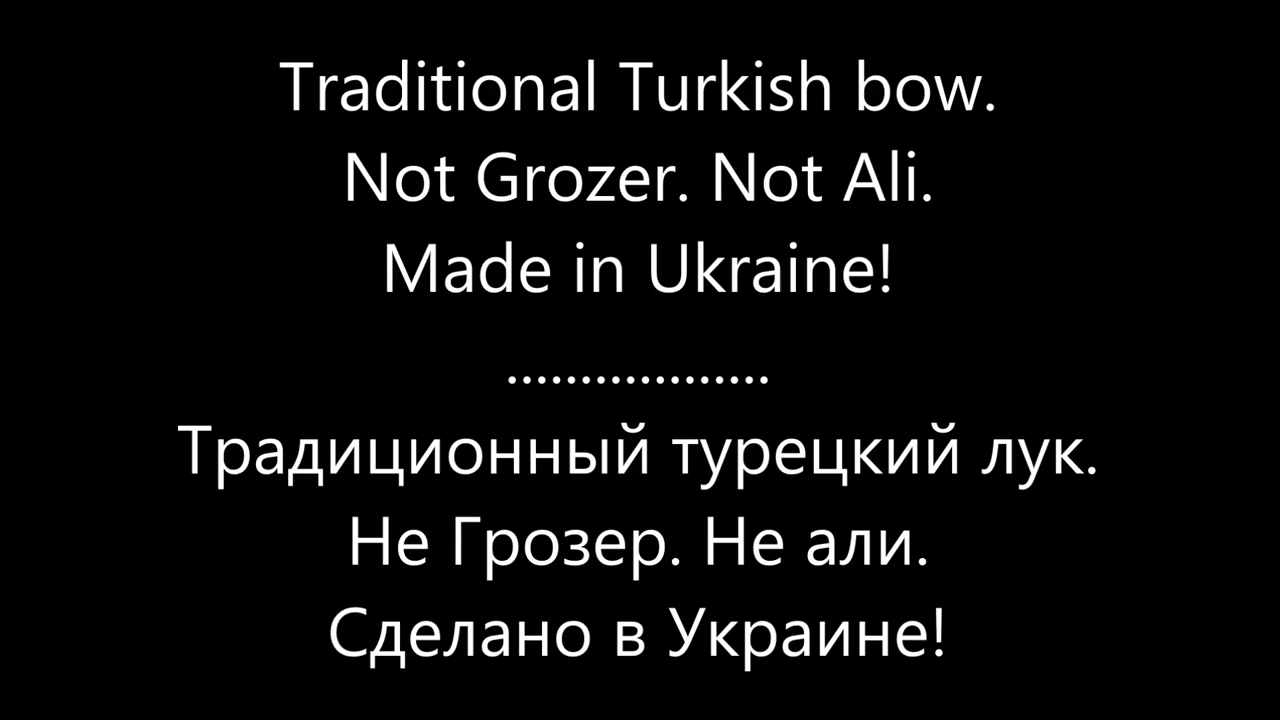 Traditional Turkish bow.
Not Grozer. Not Ali.
Made in Ukraine!
..................
Традиционный турецкий лук.
Не Грозер. Не али.
Сделано в Украине!